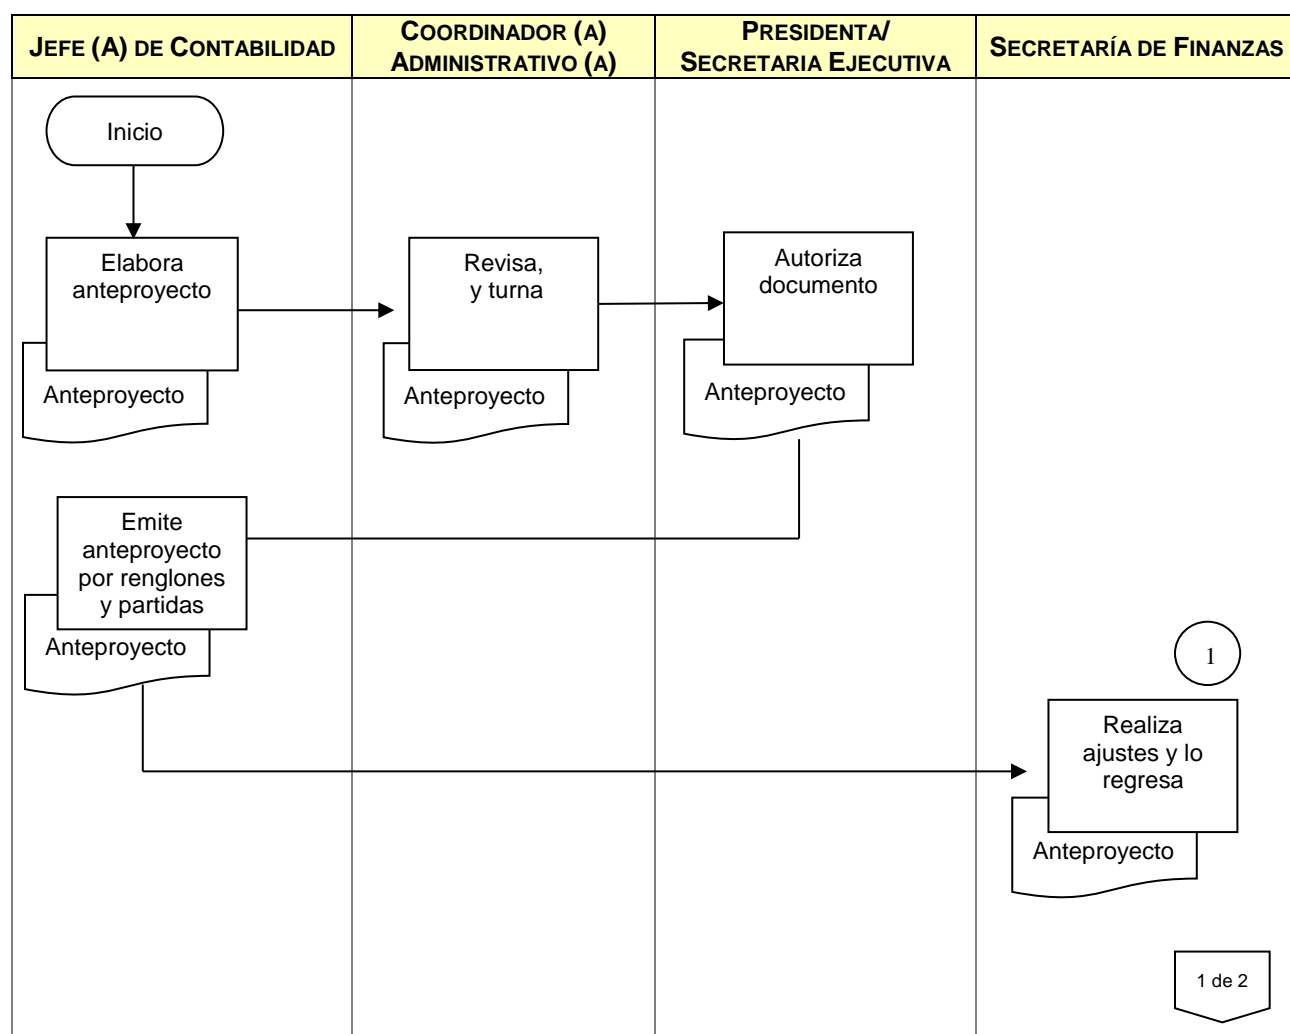 JEFE (A) DE CONTABILIDAD
COORDINADOR (A)
ADMINISTRATIVO (A)
PRESIDENTA/
SECRETARIA EJECUTIVA
SECRETARÍA DE FINANZAS
Inicio
Elabora
anteproyecto
Anteproyecto
Revisa,
y turna
Anteproyecto
Autoriza
documento
Anteproyecto
Emite
anteproyecto
por renglones
y partidas
Anteproyecto
1
Realiza
ajustes y lo
regresa
Anteproyecto
1 de 2